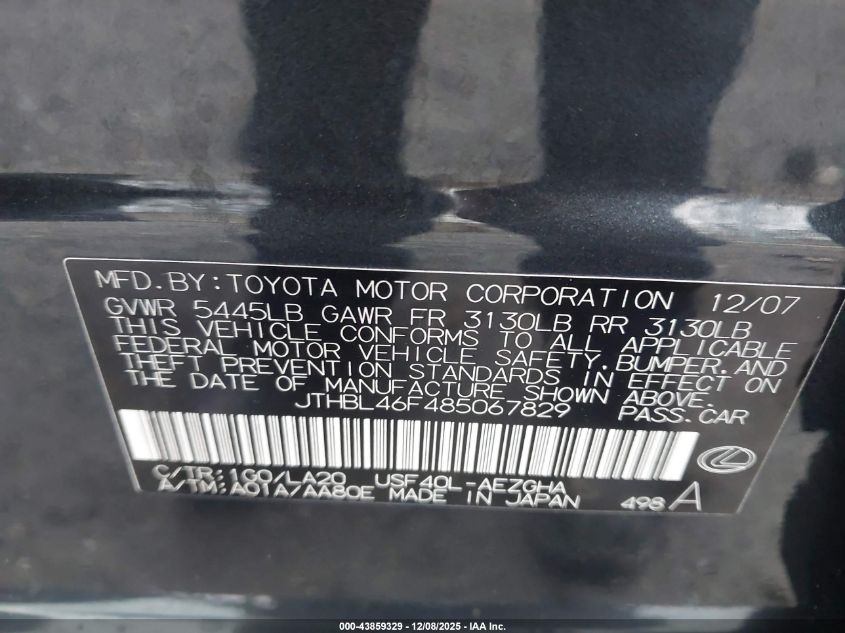 MFD.BY:TOYOTA MOTOR CORPORATION 12/07
GVWR 5445LB GAWR FR 3130LB RR 3130LB
THIS VEHICLE CONFORMS TO ALL APPLICABLE
FEDERAL MOTOR VEHICLE SAFETY,BUMPER,AND
THEFT PREVENTION STANDARDS IN EFFECT ON
THE DATE OF MANUFACTURE SHOWN ABOVE.
JTHBL46F485067829 PASS.CAR
C/TR:1G0/LA20 USF40L-AEZGHA
A/TM:A01A/AA80E MADE IN JAPAN 498 A
000-43859329 - 12/08/2025 - IAA Inc.